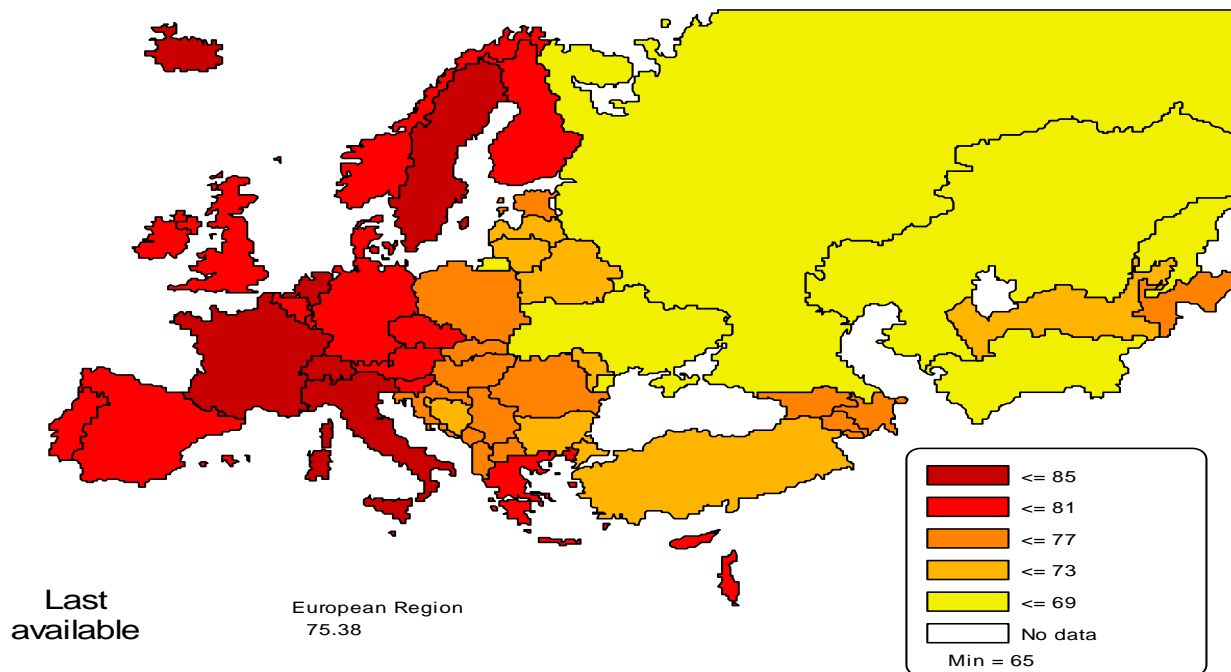 <= 85
<= 81
<= 77
<= 73
<= 69
No data
Min = 65
Last
available
European Region
75.38